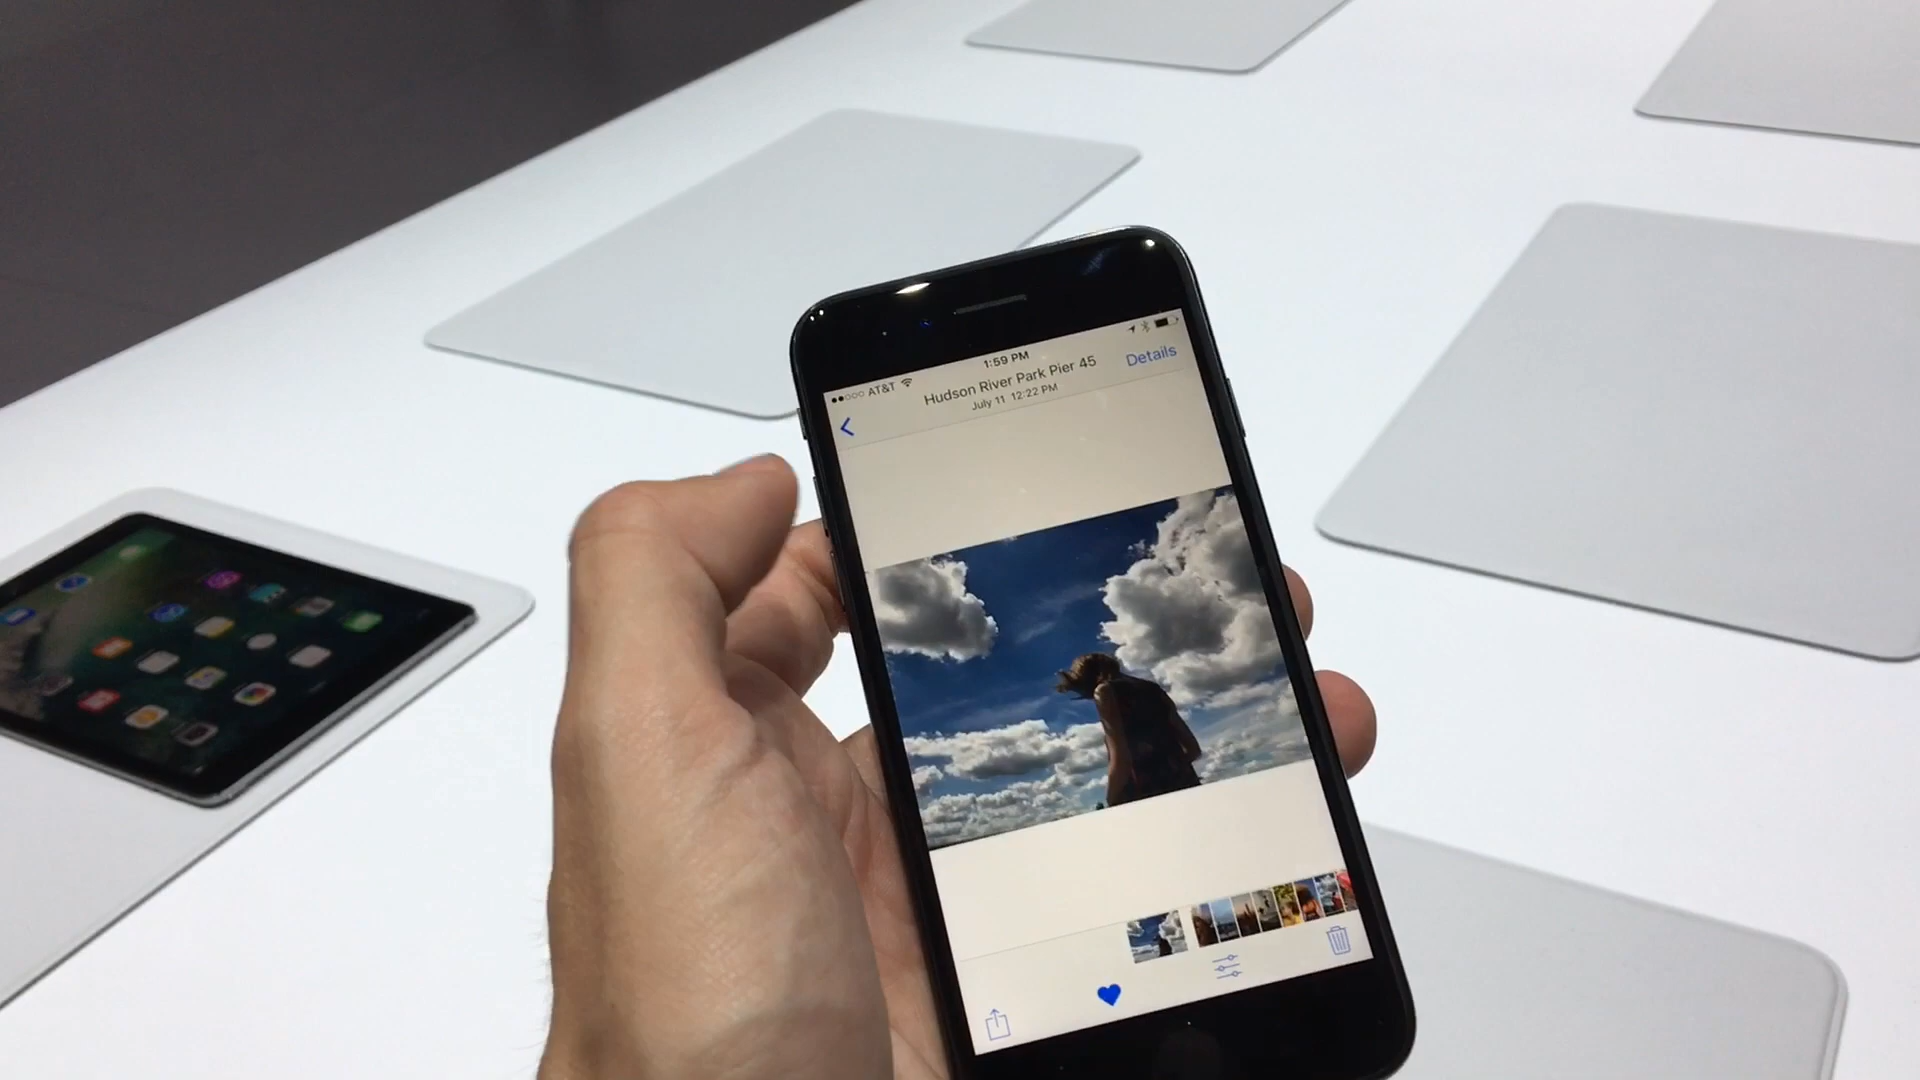 1:59 PM
AT&T
Hudson River Park Pier 45
Details
July 11 12:22 PM